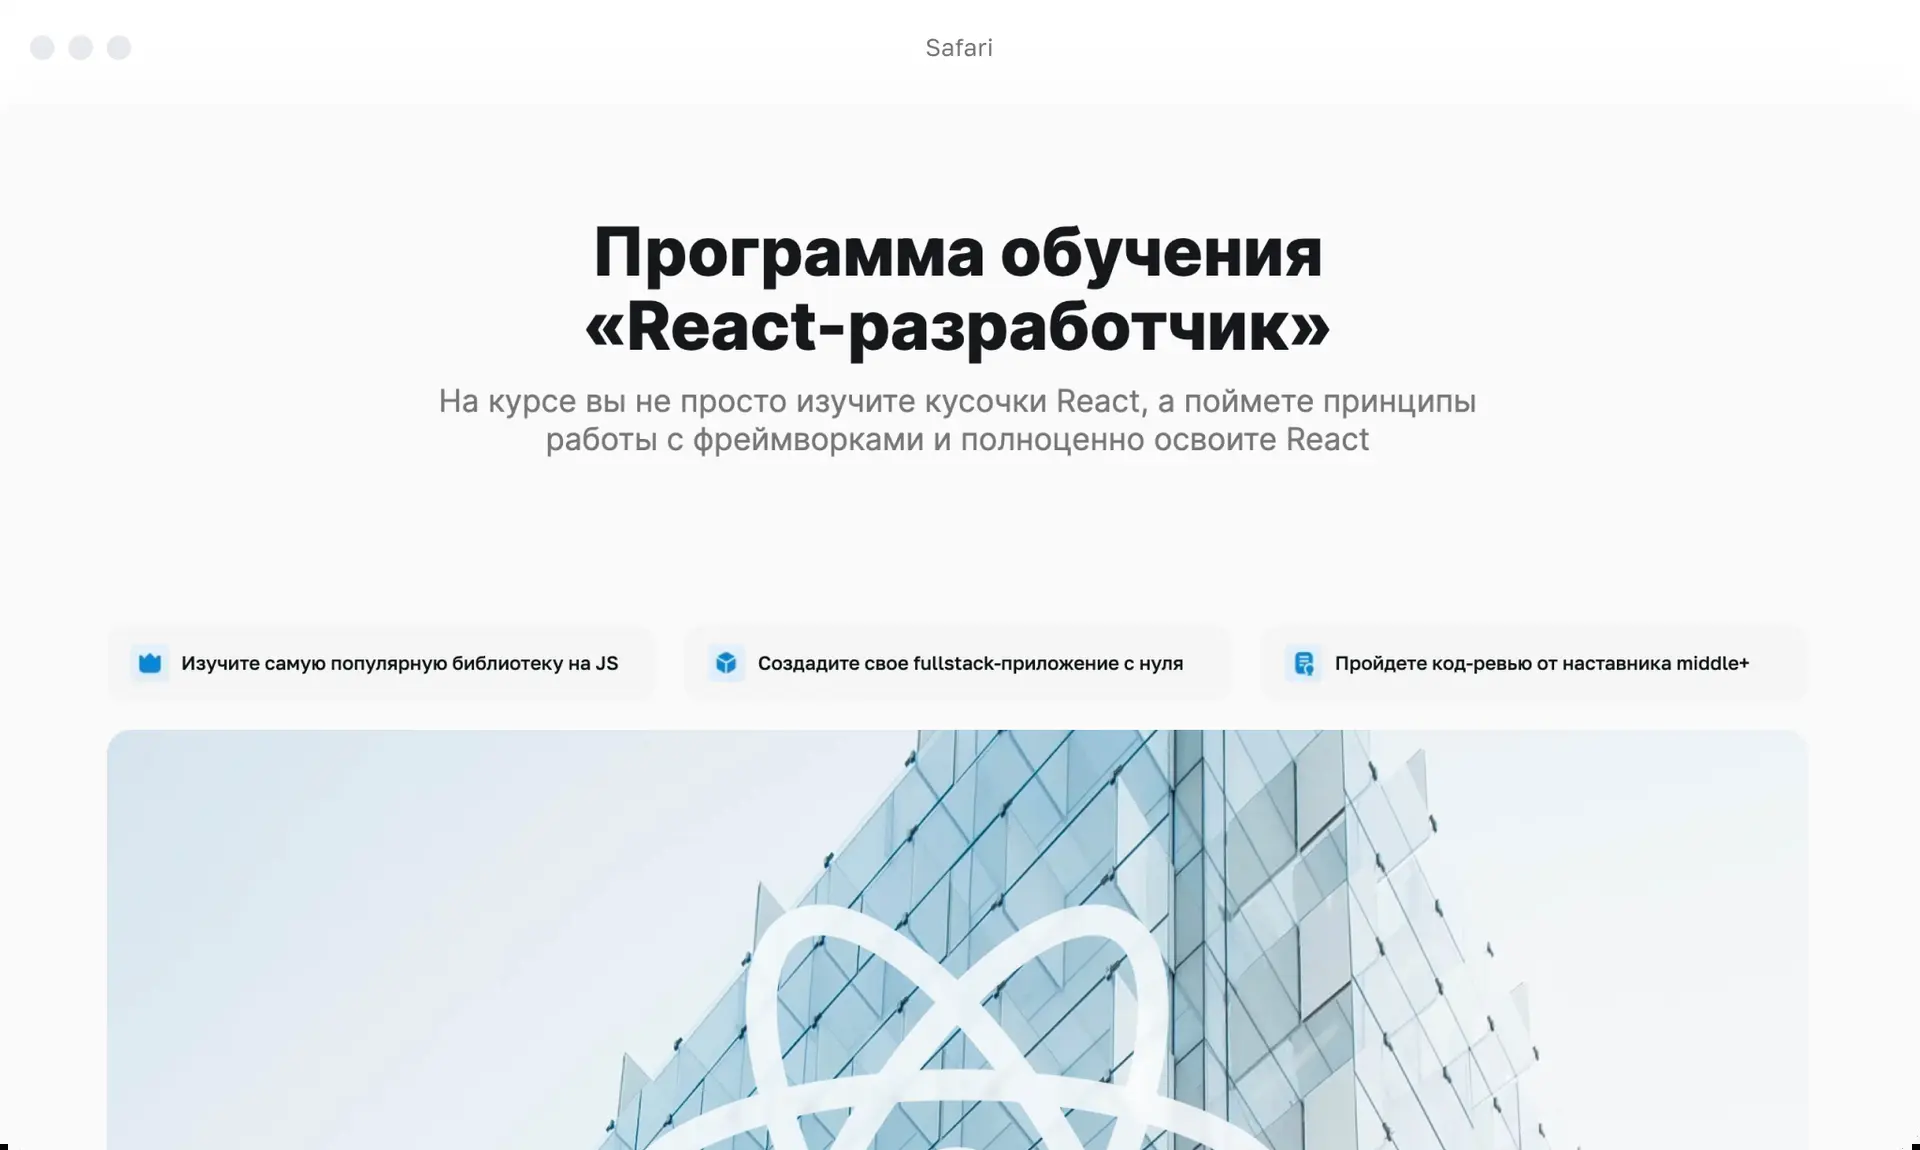 Safari
Программа обучения
«React-разработчик»
На курсе вы не просто изучите кусочки React, а поймете принципы
работы с фреймворками и полноценно освоите React
Изучите самую популярную библиотеку на JS
Создадите свое fullstack-приложение с нуля
Пройдете код-ревью от наставника middle+